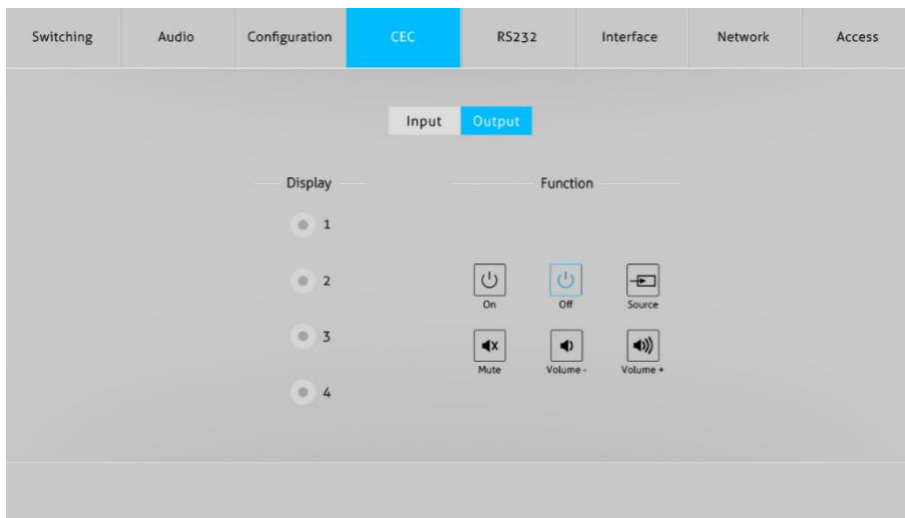 Switching Audio Configuration CEC RS232 Interface Network Access
Input Output
Display Function
1
2
On Off Source
3
Mute Volume - Volume +
4